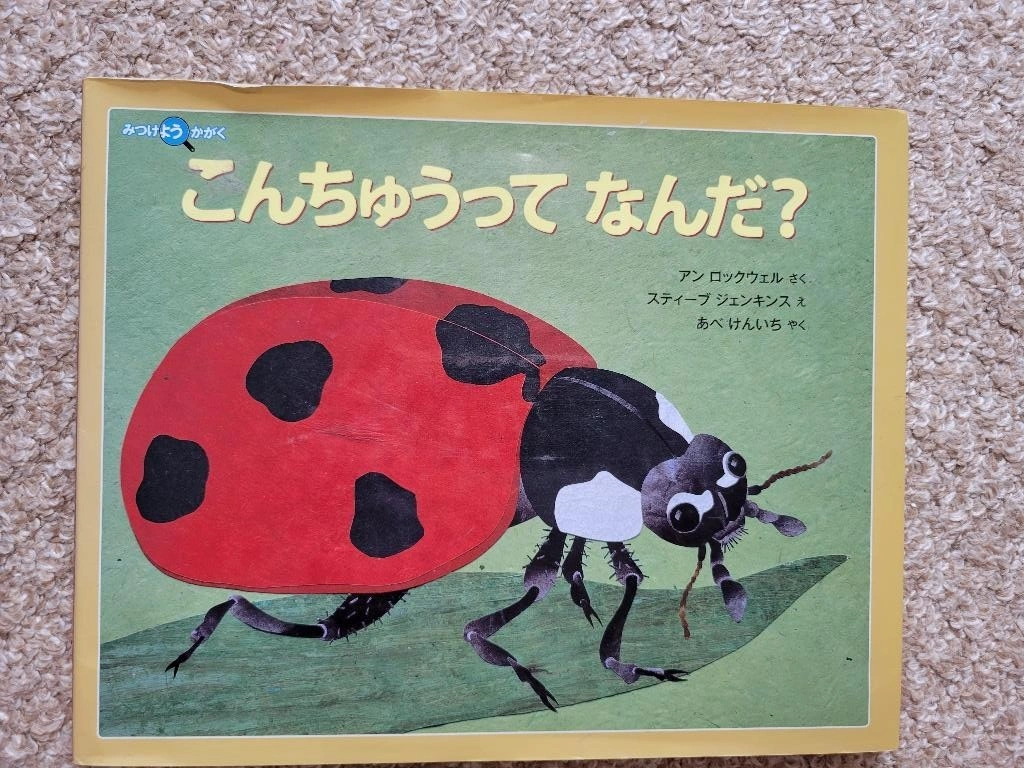 みつけようかがく
こんちゅうって なんだ?
アン ロックウェル さく
スティーブ ジェンキンス え
あべ けんいち やく